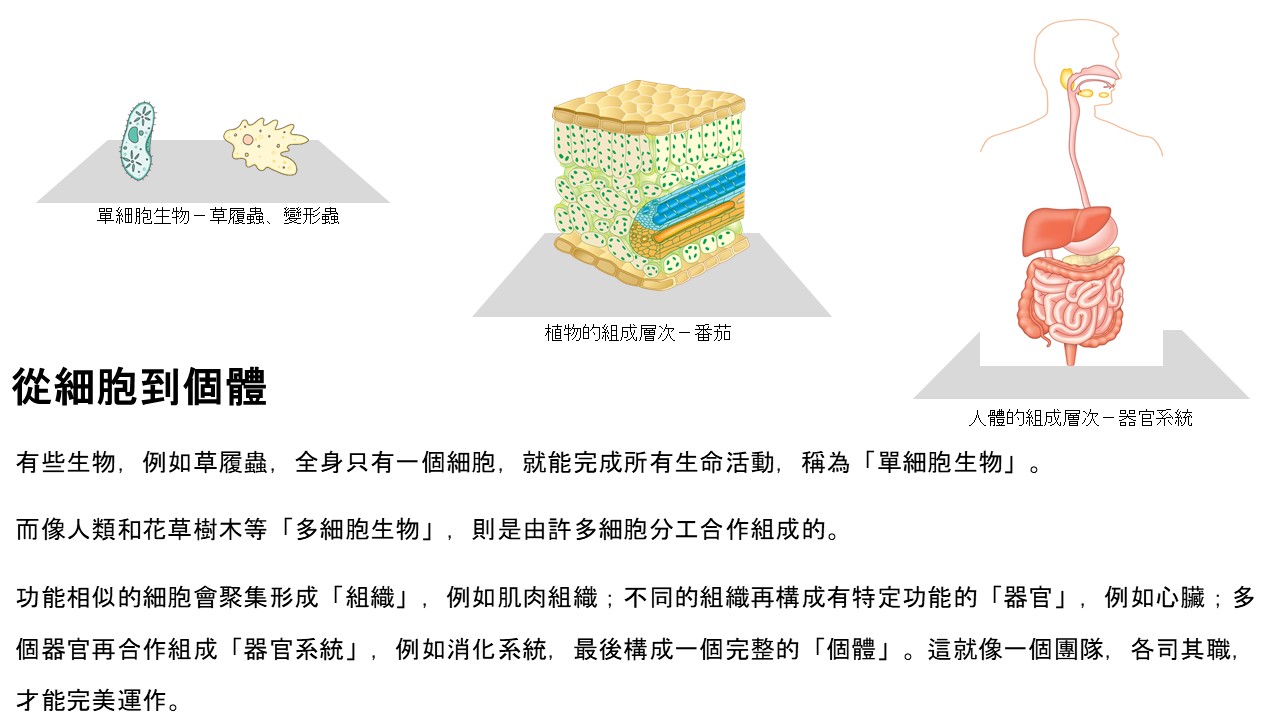 單細胞生物－草履蟲、變形蟲
植物的組成層次－番茄
人體的組成層次－器官系統
從細胞到個體
有些生物，例如草履蟲，全身只有一個細胞，就能完成所有生命活動，稱為「單細胞生物」。
而像人類和花草樹木等「多細胞生物」，則是由許多細胞分工合作組成的。
功能相似的細胞會聚集形成「組織」，例如肌肉組織；不同的組織再構成有特定功能的「器官」，例如心臟；多
個器官再合作組成「器官系統」，例如消化系統，最後構成一個完整的「個體」。這就像一個團隊，各司其職，
才能完美運作。